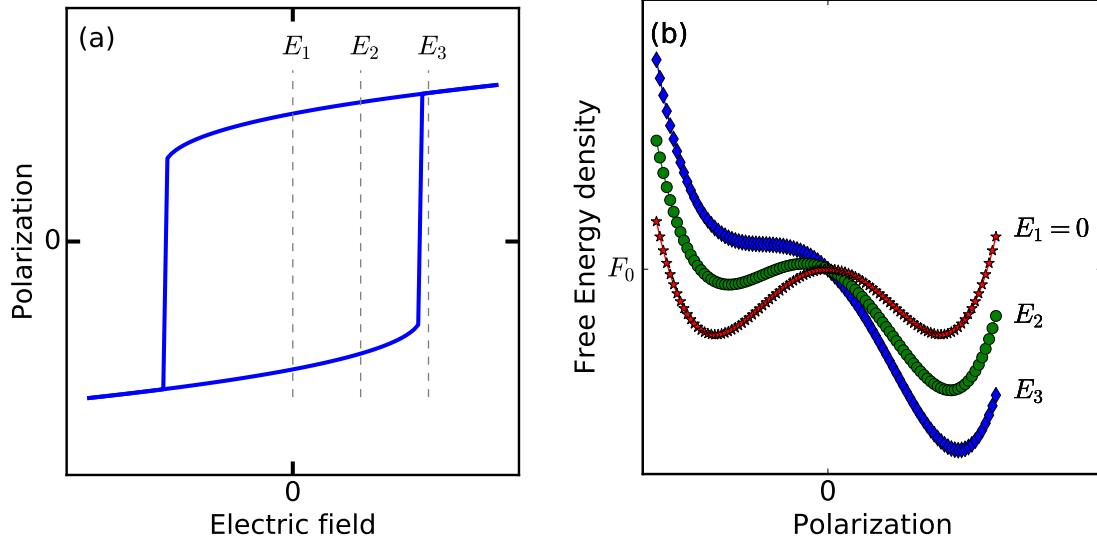 (a)
E₁
E₂
E₃
Polarization
0
0
Electric field
(b)
Free Energy density
F₀
E₁ = 0
E₂
E₃
0
Polarization